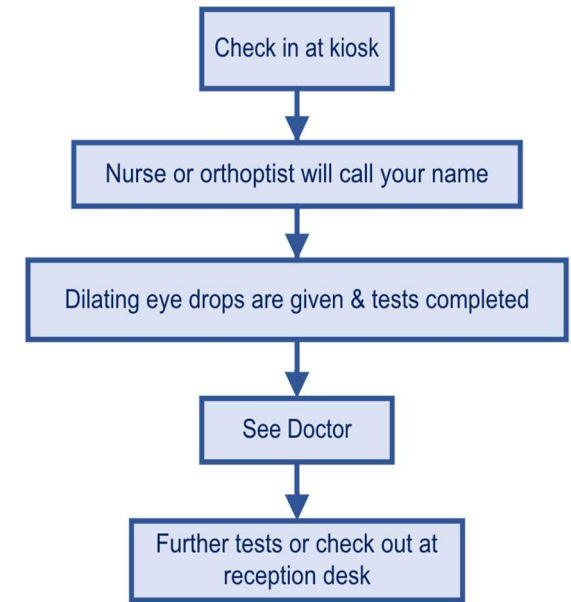 Check in at kiosk
Nurse or orthoptist will call your name
Dilating eye drops are given & tests completed
See Doctor
Further tests or check out at
reception desk